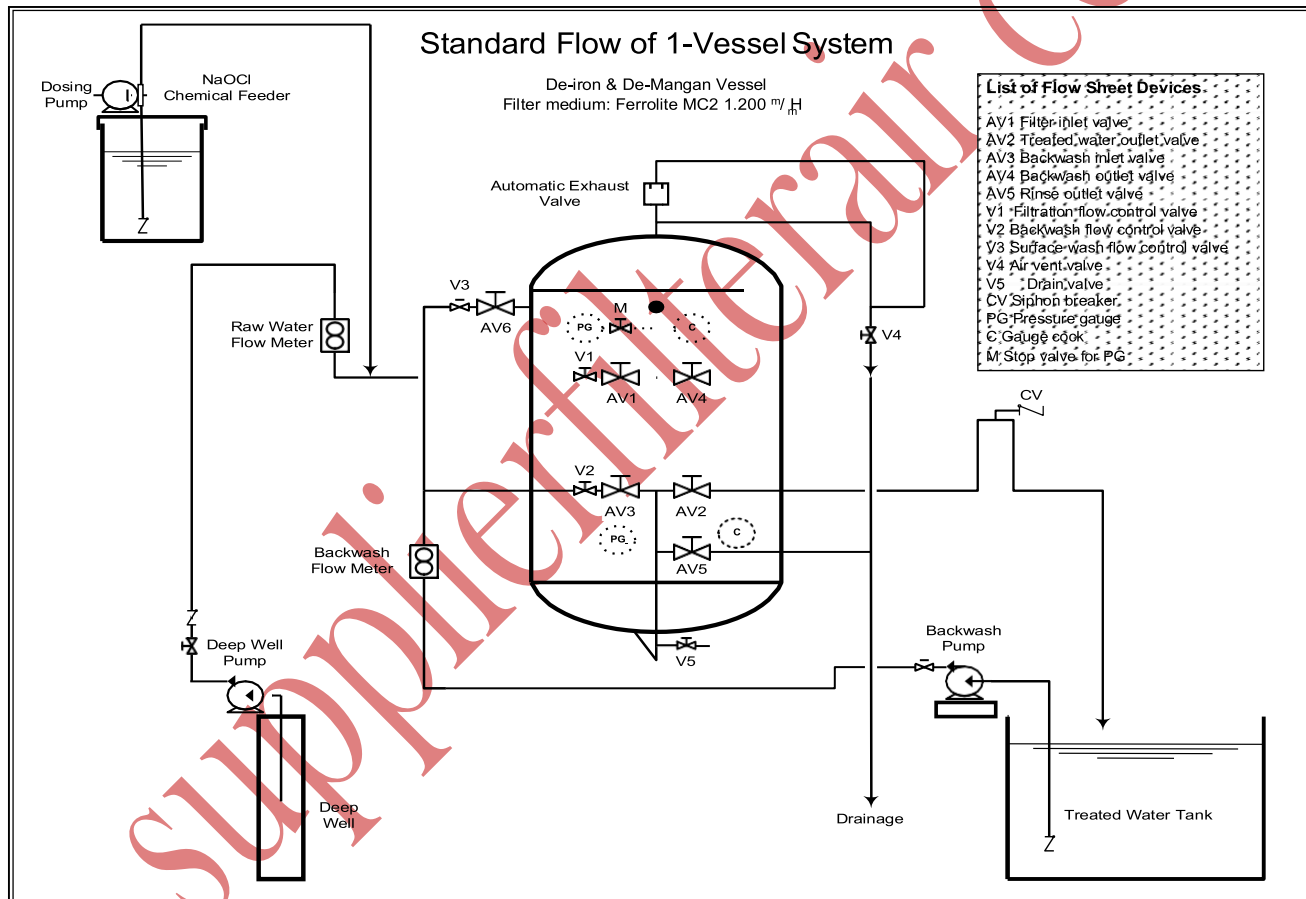 Standard Flow of 1-Vessel System
De-iron & De-Mangan Vessel
Filter medium: Ferrolite MC2 1.200 m/m H
Dosing
Pump
NaOCl
Chemical Feeder
List of Flow Sheet Devices
AV1 Filter inlet valve
AV2 Treated water outlet valve
AV3 Backwash inlet valve
AV4 Backwash outlet valve
AV5 Rinse outlet valve
V1 Filtration flow control valve
V2 Backwash flow control valve
V3 Surface wash flow control valve
V4 Air vent valve
V5 Drain valve
CV Siphon breaker
PG Pressure gauge
C Gauge cock
M Stop valve for PG
Automatic Exhaust
Valve
V3
AV6
M
PG
C
Raw Water
Flow Meter
V4
V1
AV1
AV4
CV
V2
AV3
AV2
PG
C
AV5
Backwash
Flow Meter
V5
Deep Well
Pump
Backwash
Pump
Deep
Well
Drainage
Treated Water Tank
supplierfilterair co